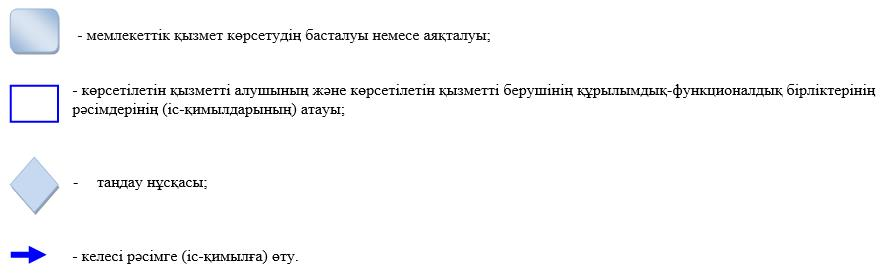 - мемлекеттік қызмет көрсетудің басталуы немесе аяқталуы;
- көрсетілетін қызметті алушының және көрсетілетін қызметті берушінің құрылымдық-функционалдық бірліктерінің
рәсімдерінің (іс-қимылдарының) атауы;
- таңдау нұсқасы;
- келесі рәсімге (іс-қимылға) өту.